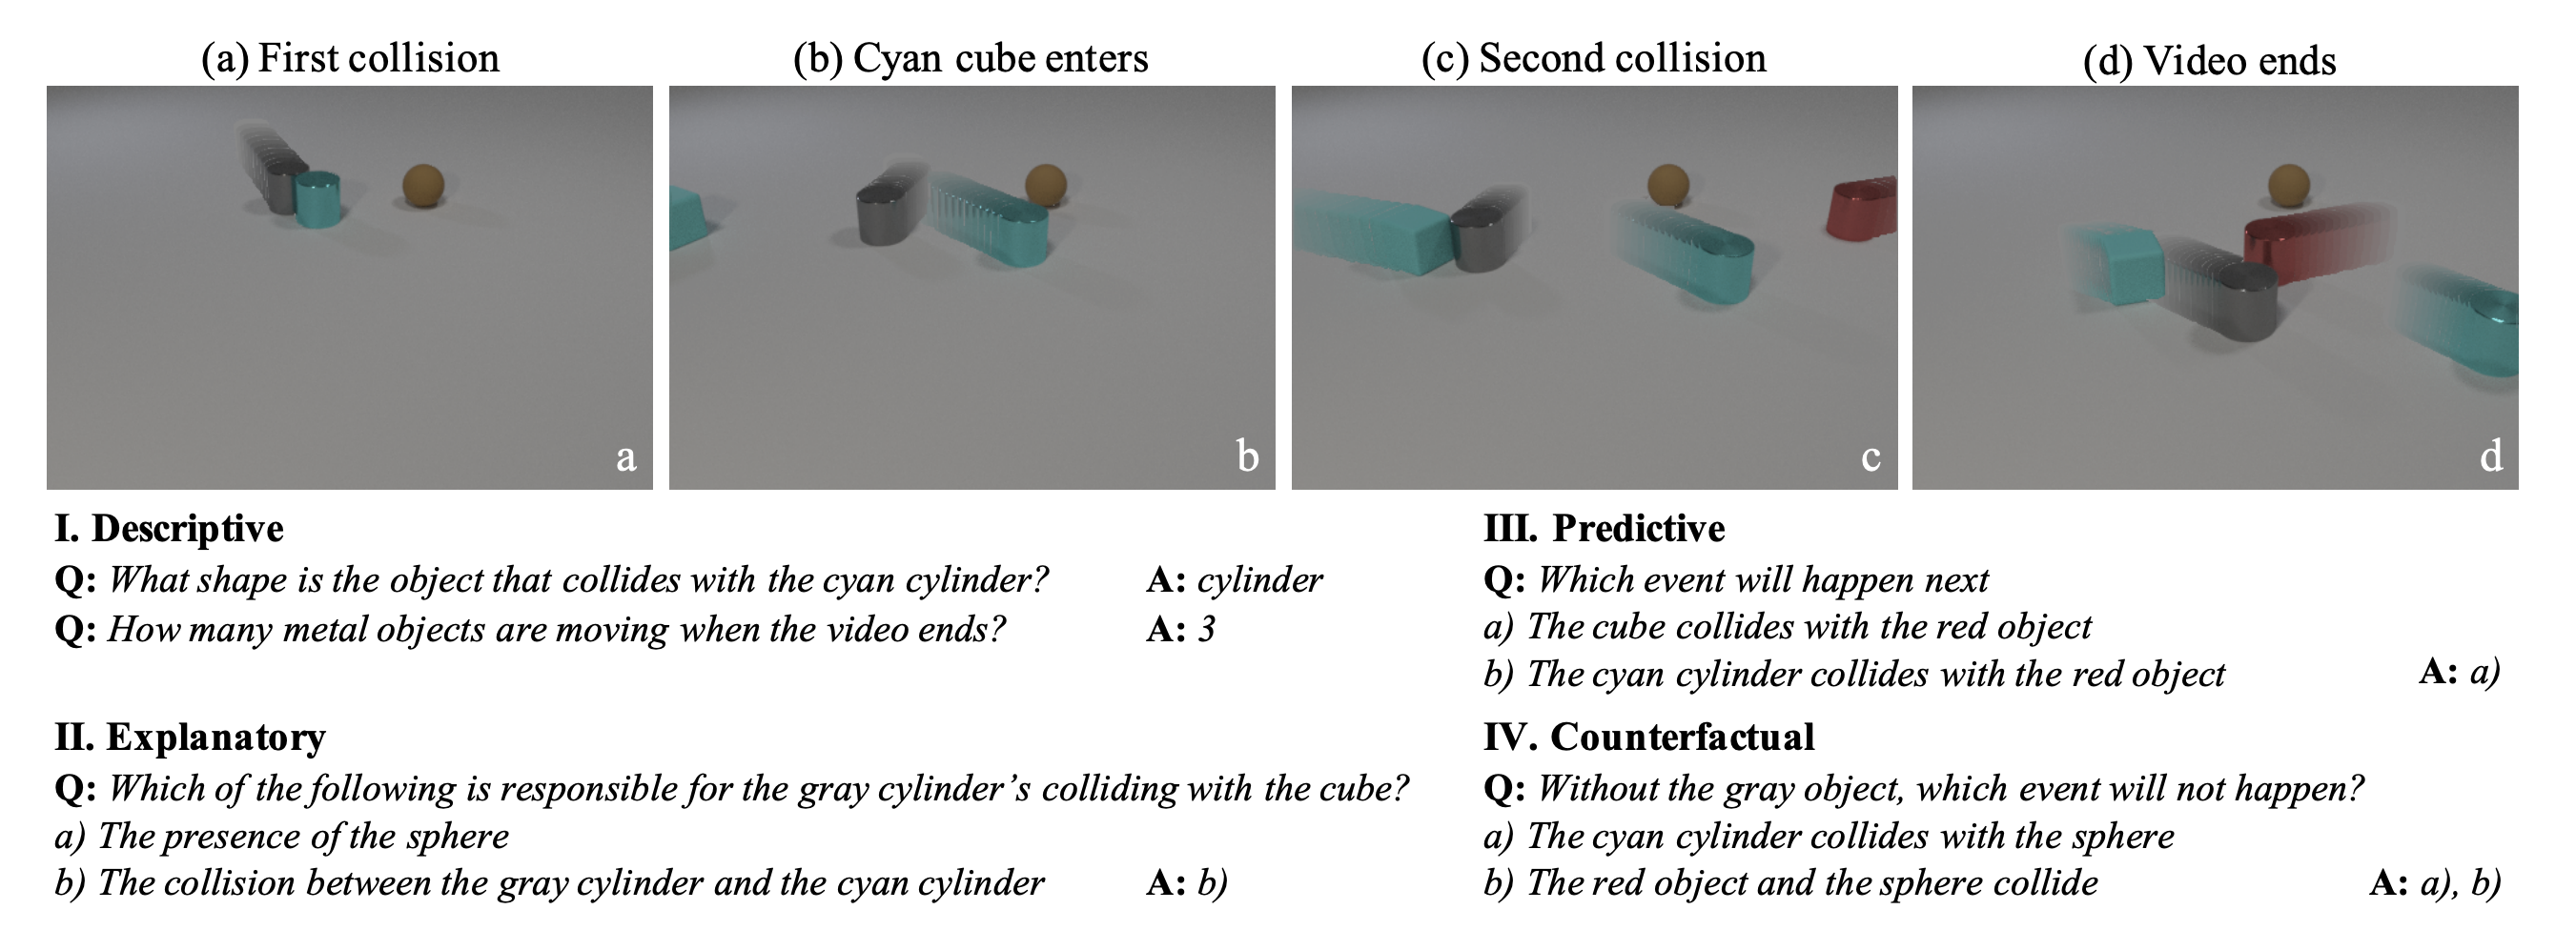 (a) First collision
(b) Cyan cube enters
(c) Second collision
(d) Video ends
a
b
c
d
I. Descriptive
Q: What shape is the object that collides with the cyan cylinder? A: cylinder
Q: How many metal objects are moving when the video ends? A: 3
II. Explanatory
Q: Which of the following is responsible for the gray cylinder’s colliding with the cube?
a) The presence of the sphere
b) The collision between the gray cylinder and the cyan cylinder A: b)
III. Predictive
Q: Which event will happen next
a) The cube collides with the red object
b) The cyan cylinder collides with the red object A: a)
IV. Counterfactual
Q: Without the gray object, which event will not happen?
a) The cyan cylinder collides with the sphere
b) The red object and the sphere collide A: a), b)